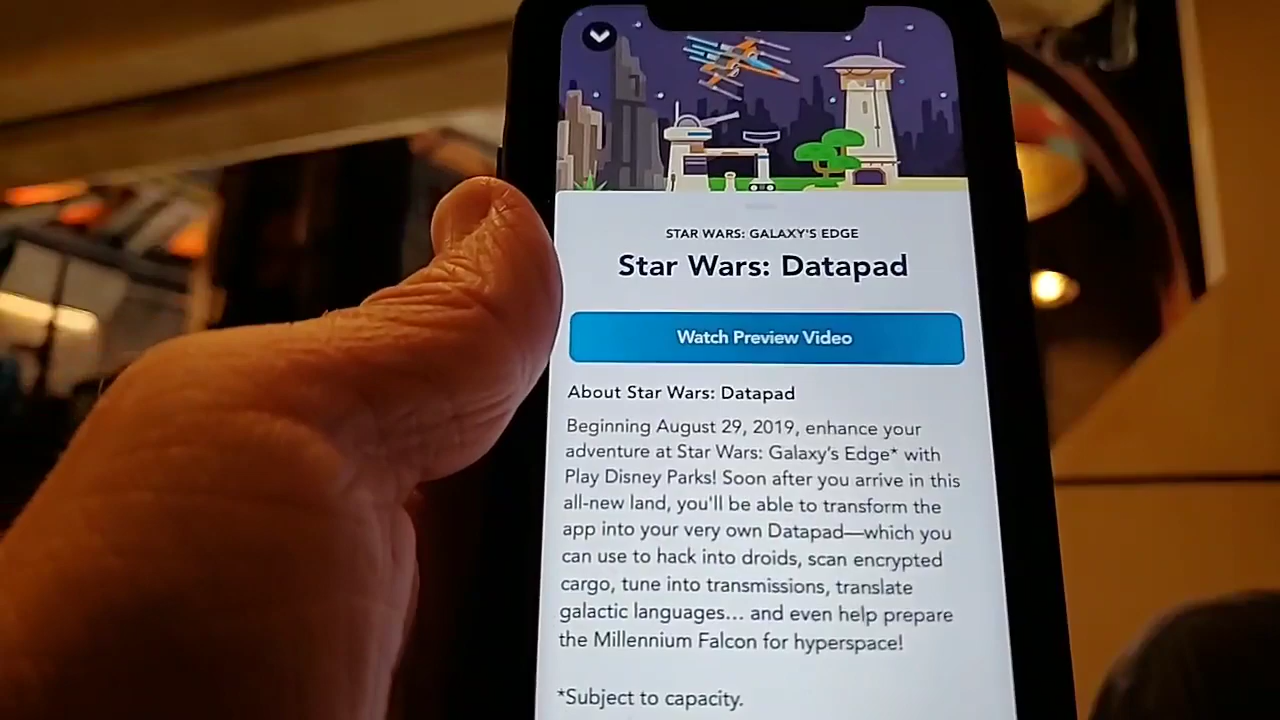 STAR WARS: GALAXY'S EDGE
Star Wars: Datapad
Watch Preview Video
About Star Wars: Datapad
Beginning August 29, 2019, enhance your
adventure at Star Wars: Galaxy's Edge* with
Play Disney Parks! Soon after you arrive in this
all-new land, you'll be able to transform the
app into your very own Datapad—which you
can use to hack into droids, scan encrypted
cargo, tune into transmissions, translate
galactic languages... and even help prepare
the Millennium Falcon for hyperspace!
*Subject to capacity.